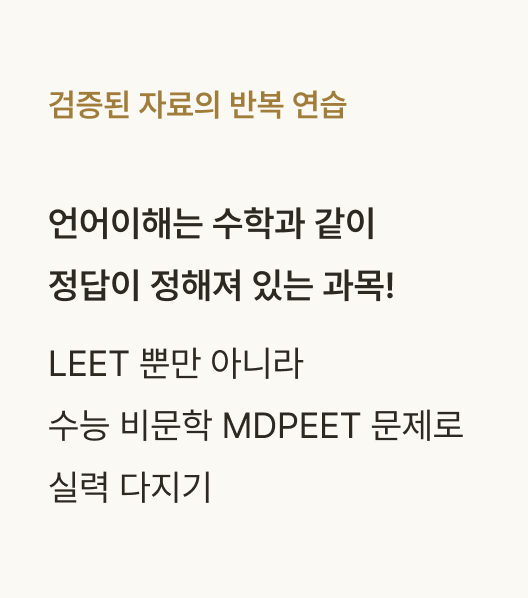 검증된 자료의 반복 연습
언어이해는 수학과 같이
정답이 정해져 있는 과목!
LEET 뿐만 아니라
수능 비문학 MDPEET 문제로
실력 다지기